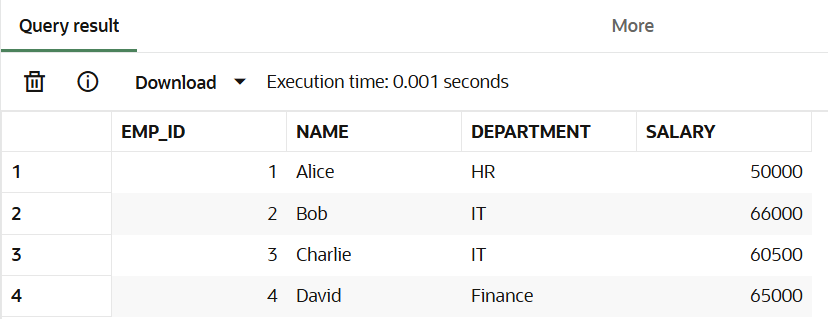 Query result More
Download Execution time: 0.001 seconds
EMP_ID NAME DEPARTMENT SALARY
1 1 Alice HR 50000
2 2 Bob IT 66000
3 3 Charlie IT 60500
4 4 David Finance 65000